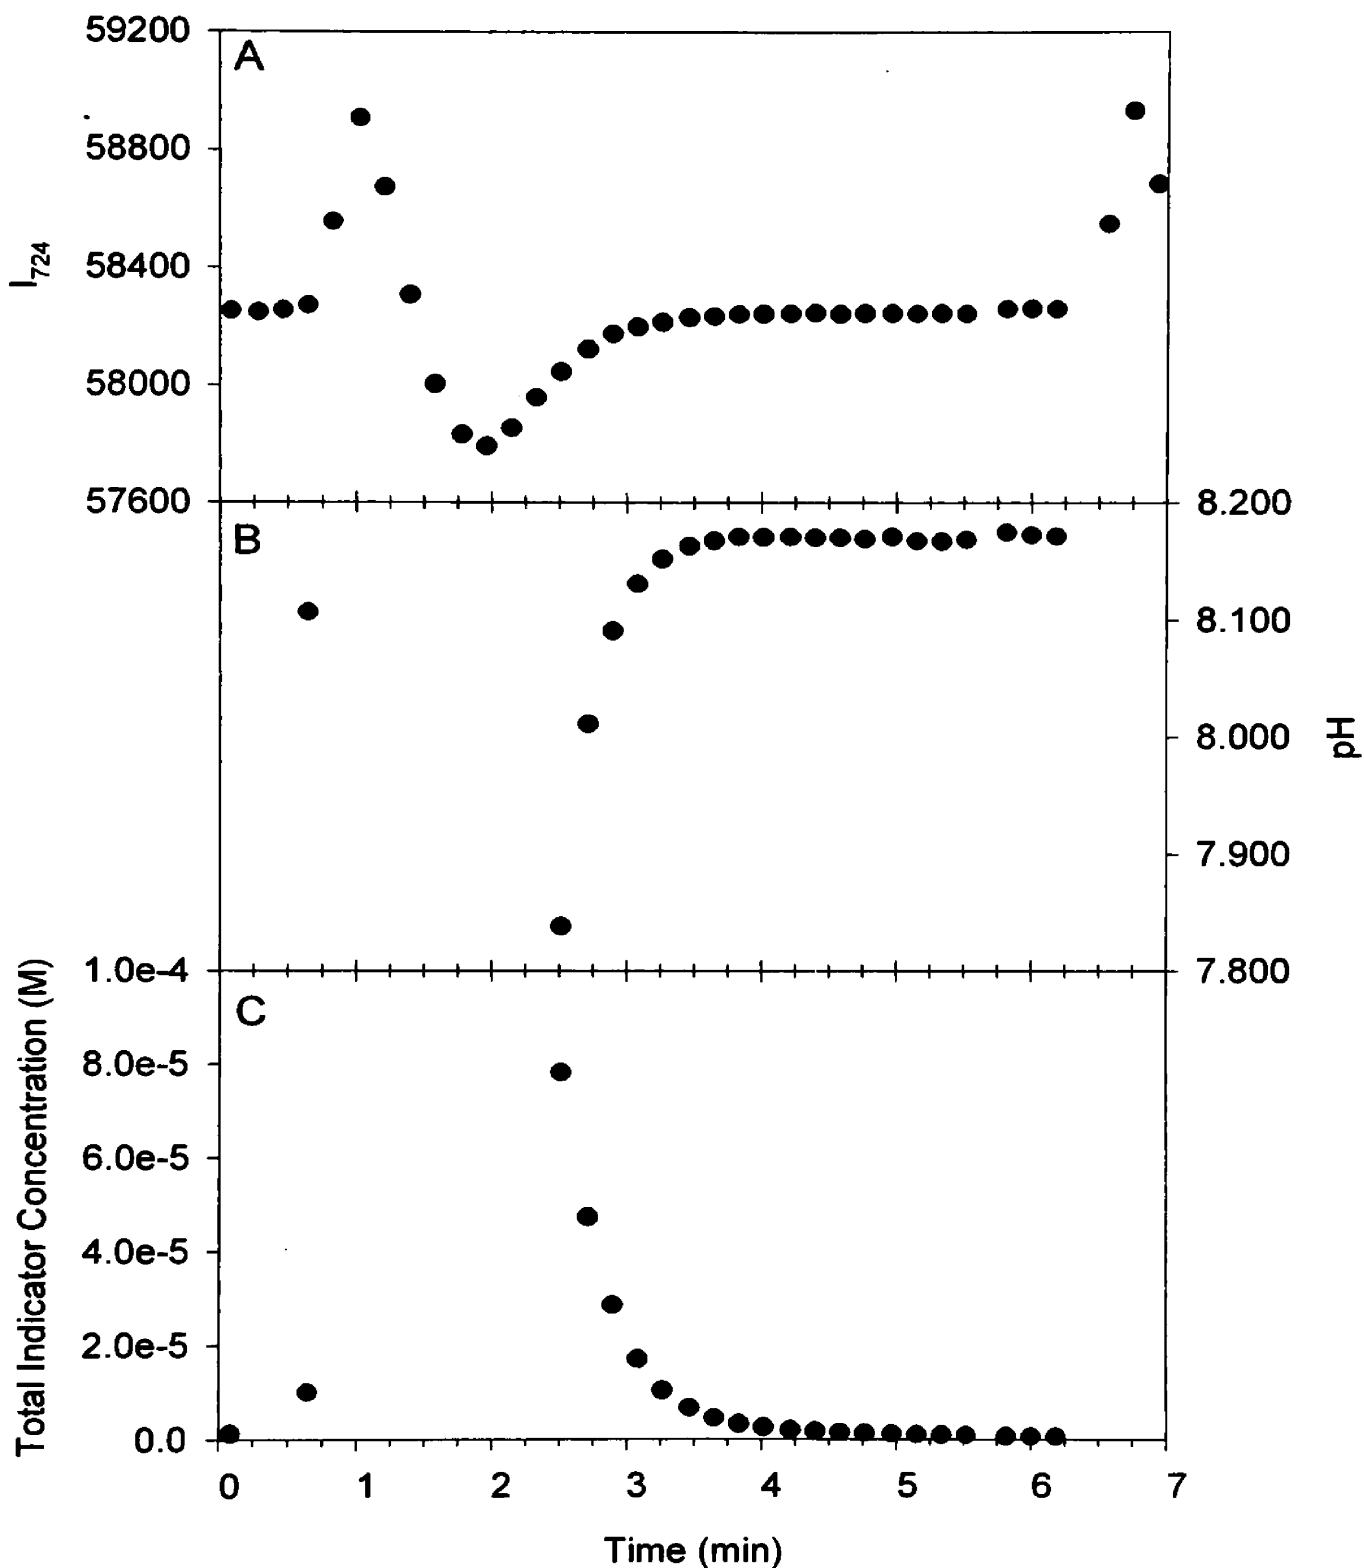 59200
58800
58400
58000
57600
I724
A
8.200
8.100
8.000
7.900
7.800
pH
B
1.0e-4
8.0e-5
6.0e-5
4.0e-5
2.0e-5
0.0
Total Indicator Concentration (M)
C
0 1 2 3 4 5 6 7
Time (min)